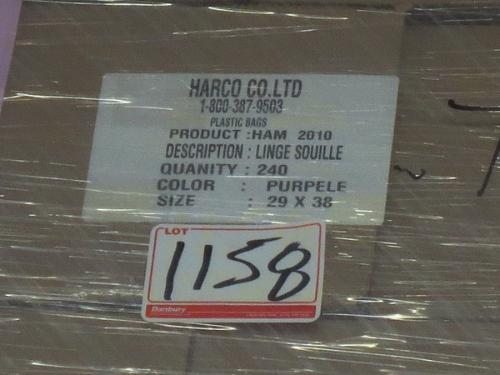 HARCO CO.LTD
1-800-387-9503
PLASTIC BAGS
PRODUCT : HAM 2010
DESCRIPTION : LINGE SOUILLE
QUANITY : 240
COLOR : PURPELE
SIZE : 29 X 38
LOT
1158
Danbury